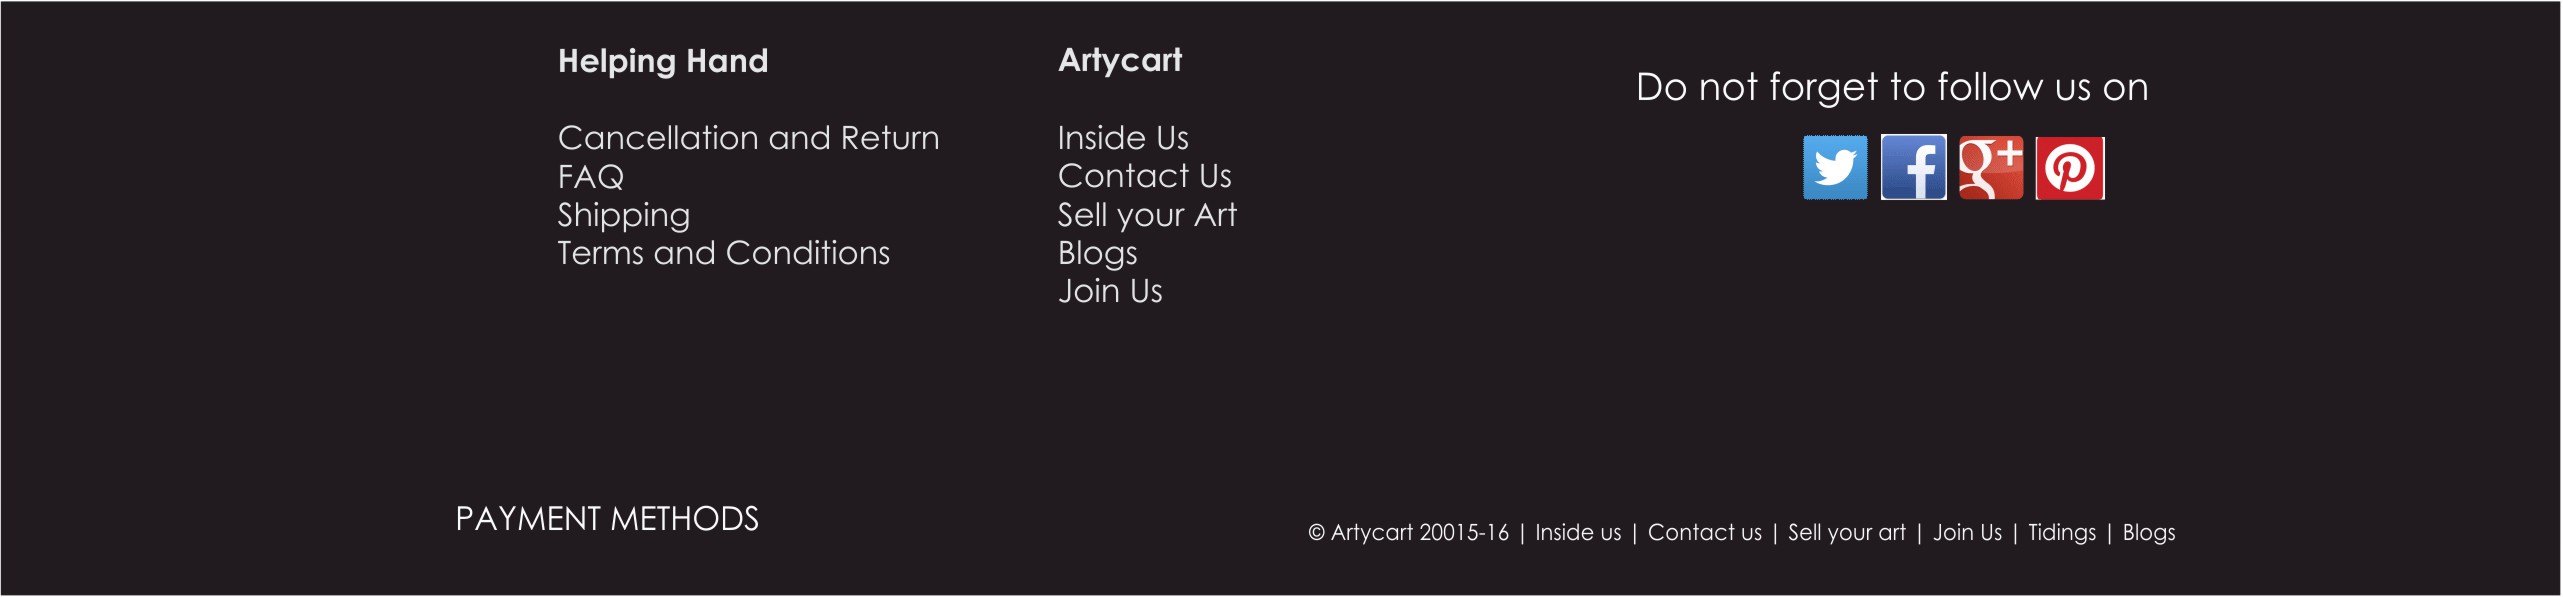 Helping Hand
Cancellation and Return
FAQ
Shipping
Terms and Conditions
Artycart
Inside Us
Contact Us
Sell your Art
Blogs
Join Us
Do not forget to follow us on
f
g+
PAYMENT METHODS
© Artycart 20015-16 | Inside us | Contact us | Sell your art | Join Us | Tidings | Blogs